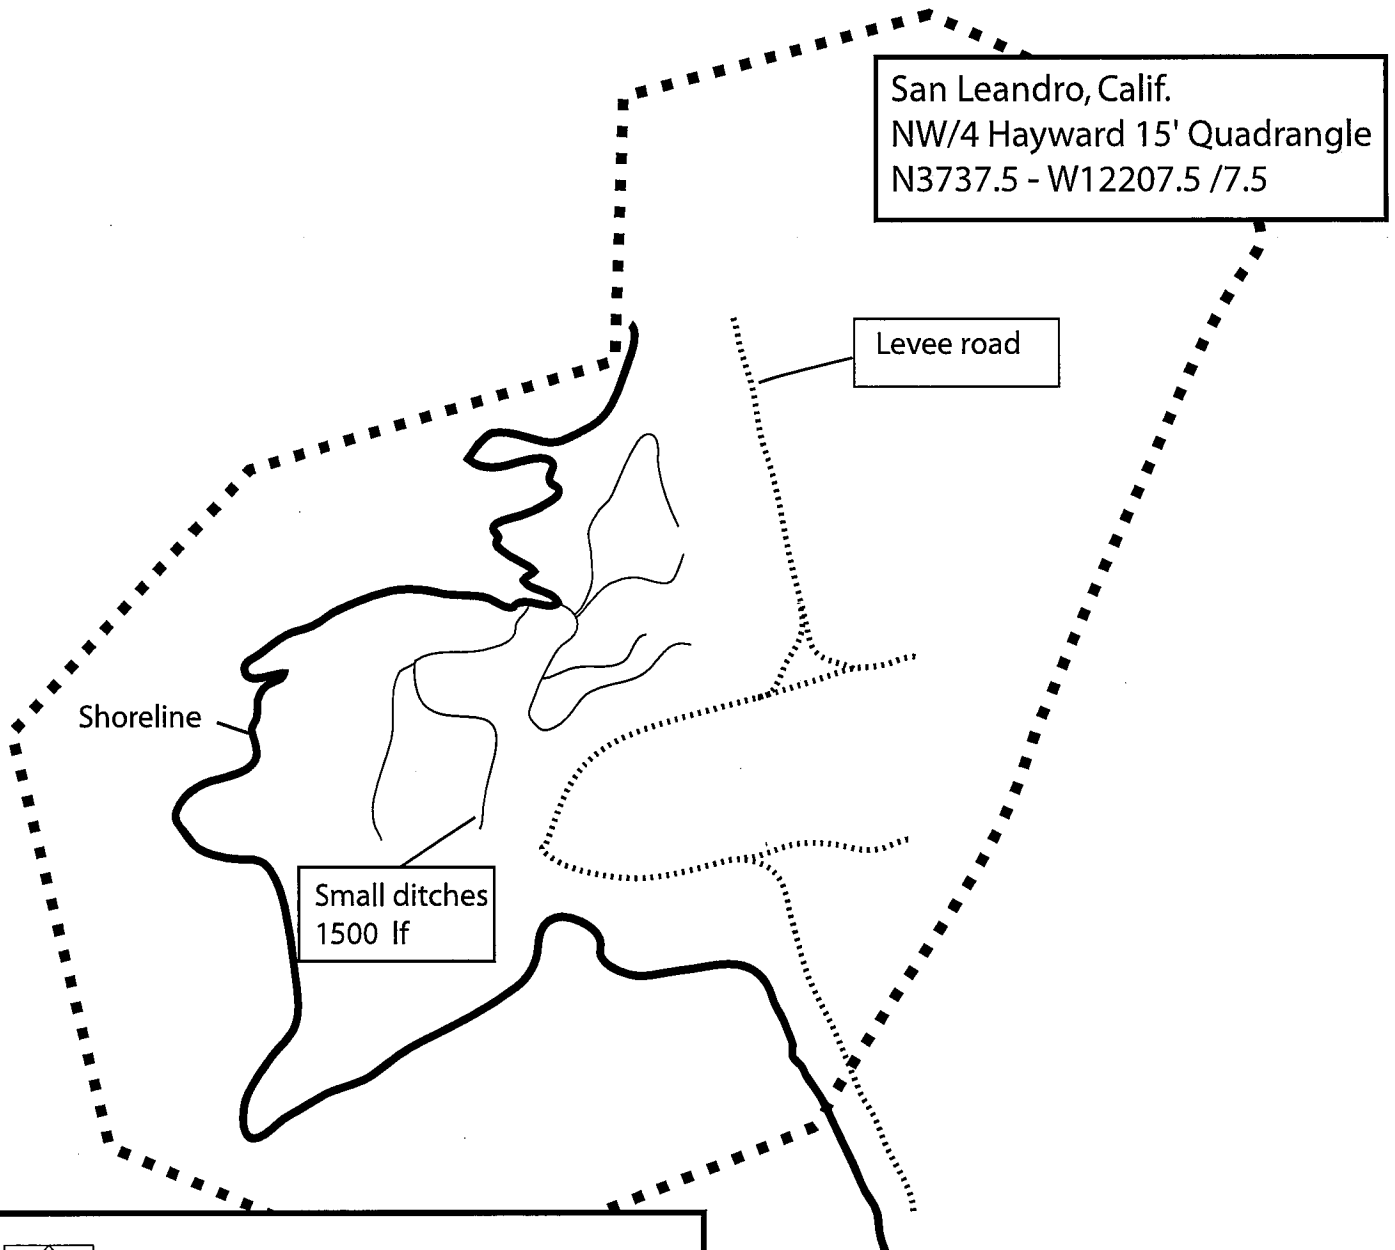 San Leandro, Calif.
NW/4 Hayward 15' Quadrangle
N3737.5 - W12207.5 /7.5
Levee road
Shoreline
Small ditches
1500 lf